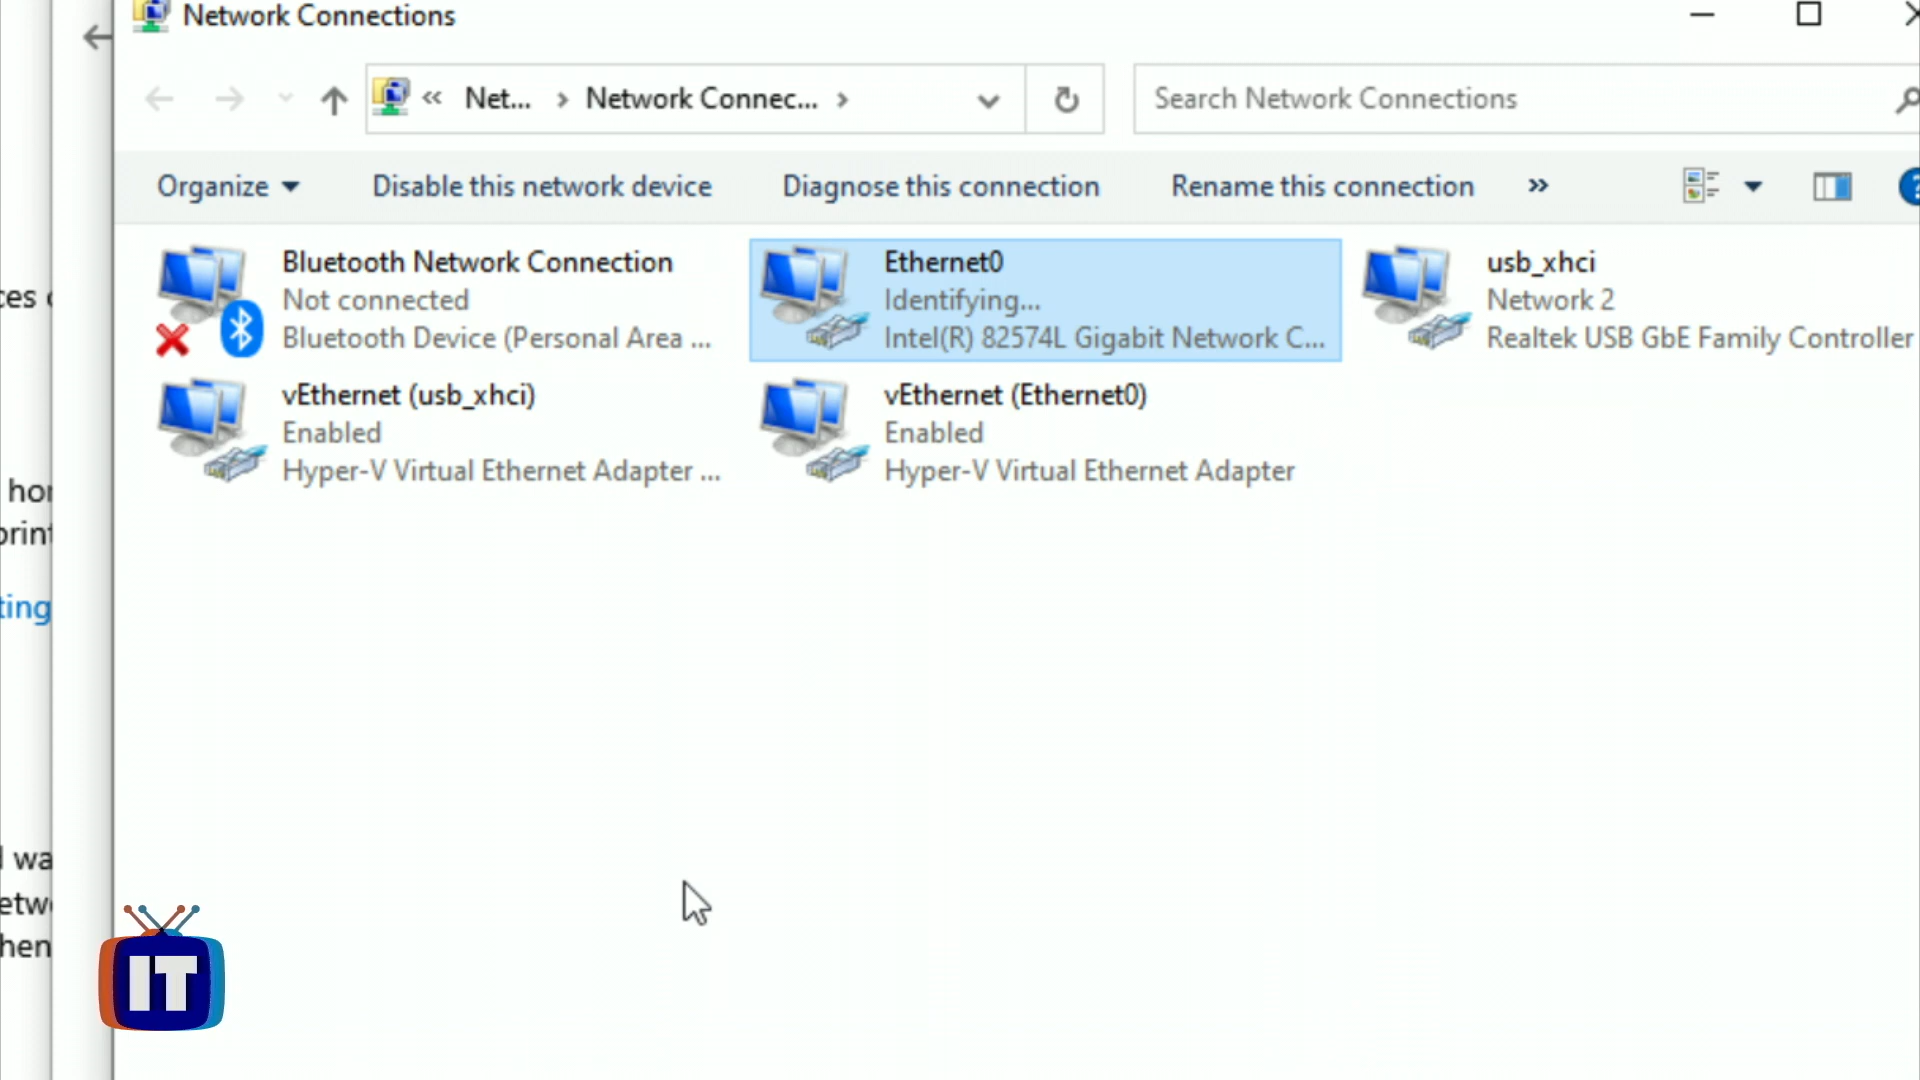 Network Connections
« Net... › Network Connec... ›
Search Network Connections
Organize
Disable this network device
Diagnose this connection
Rename this connection
»
?
Bluetooth Network Connection
Not connected
Bluetooth Device (Personal Area ...
Ethernet0
Identifying...
Intel(R) 82574L Gigabit Network C...
usb_xhci
Network 2
Realtek USB GbE Family Controller
vEthernet (usb_xhci)
Enabled
Hyper-V Virtual Ethernet Adapter ...
vEthernet (Ethernet0)
Enabled
Hyper-V Virtual Ethernet Adapter
IT